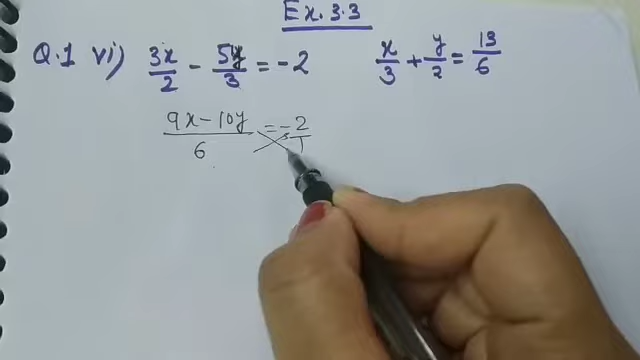 Ex. 3.3
Q.1 vi) 3x/2 - 5y/3 = -2 x/3 + y/2 = 13/6
9x - 10y/6 = -2/1